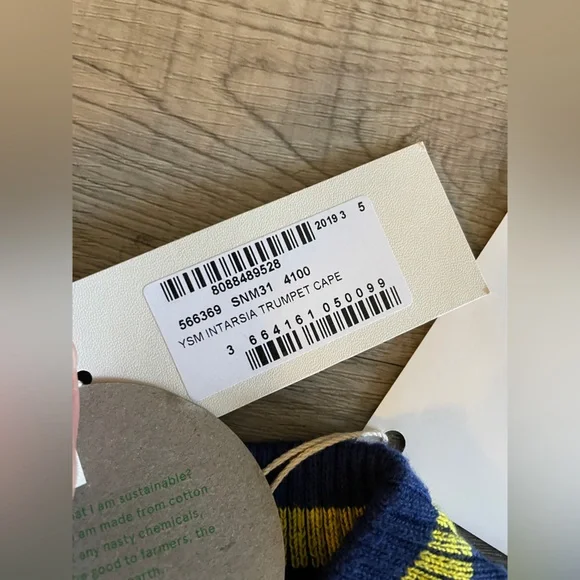 2019 3 5
8088489528
566369 SNM31 4100
YSM INTARSIA TRUMPET CAPE
3 664161 050099
I am sustainable?
am made from cotton
any nasty chemicals,
good to farmers, the
earth.